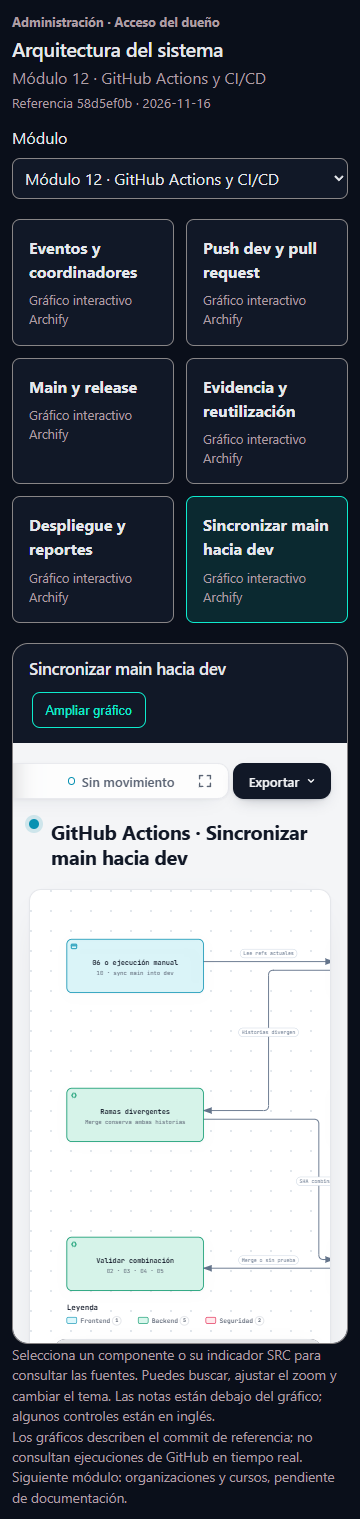 Administración · Acceso del dueño
Arquitectura del sistema
Módulo 12 · GitHub Actions y CI/CD
Referencia 58d5ef0b · 2026-11-16
Módulo
Módulo 12 · GitHub Actions y CI/CD
Eventos y
coordinadores
Gráfico interactivo
Archify
Push dev y pull
request
Gráfico interactivo
Archify
Main y release
Gráfico interactivo
Archify
Evidencia y
reutilización
Gráfico interactivo
Archify
Despliegue y
reportes
Gráfico interactivo
Archify
Sincronizar main
hacia dev
Gráfico interactivo
Archify
Sincronizar main hacia dev
Ampliar gráfico
Sin movimiento
Exportar
GitHub Actions · Sincronizar
main hacia dev
06 o ejecución manual
10 · sync main into dev
Lee refs actuales
Historias divergen
Ramas divergentes
Merge conserva ambas historias
SHA combin
Validar combinación
02 · 03 · 04 · 05
Merge o sin prueba
Leyenda
Frontend 1
Backend 5
Seguridad 2
Selecciona un componente o su indicador SRC para
consultar las fuentes. Puedes buscar, ajustar el zoom y
cambiar el tema. Las notas están debajo del gráfico;
algunos controles están en inglés.
Los gráficos describen el commit de referencia; no
consultan ejecuciones de GitHub en tiempo real.
Siguiente módulo: organizaciones y cursos, pendiente
de documentación.